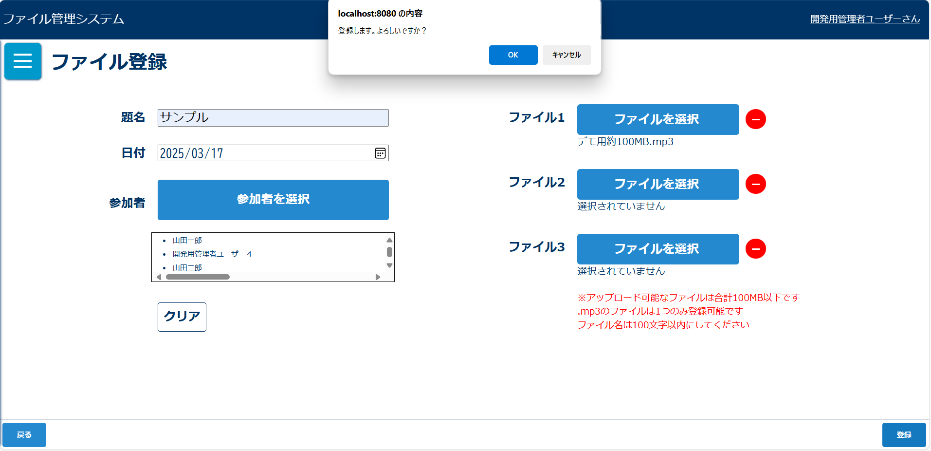 ファイル管理システム
localhost:8080 の内容
登録します。よろしいですか？
OK
キャンセル
開発用管理者ユーザーさん
ファイル登録
題名
サンプル
日付
2025/03/17
参加者
参加者を選択
山田一郎
開発用管理者ユーザー4
山田二郎
クリア
ファイル1
ファイルを選択
デモ用約100MB.mp3
ファイル2
ファイルを選択
選択されていません
ファイル3
ファイルを選択
選択されていません
※アップロード可能なファイルは合計100MB以下です
.mp3のファイルは1つのみ登録可能です
ファイル名は100文字以内にしてください
戻る
登録